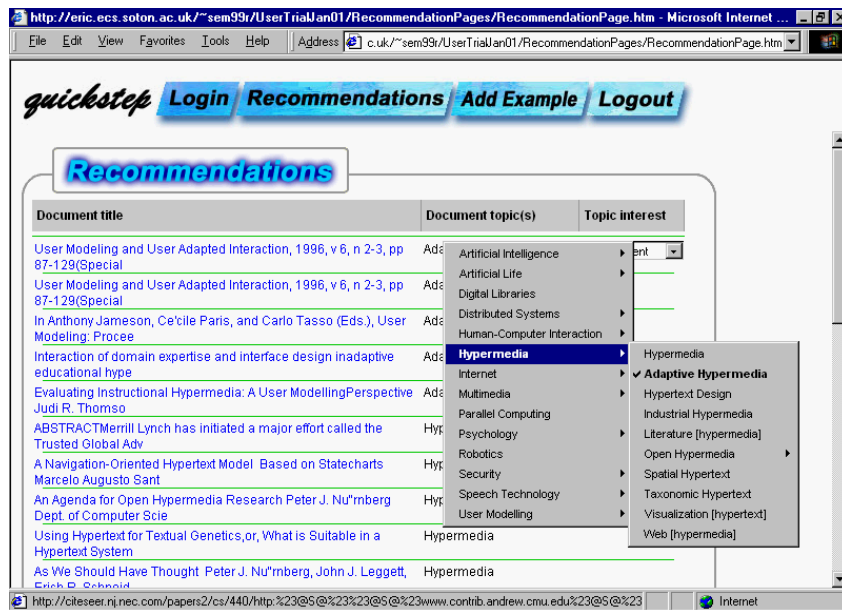 http://eric.ecs.soton.ac.uk/~sem99r/UserTrialJan01/RecommendationPages/RecommendationPage.htm - Microsoft Internet ...
File Edit View Favorites Tools Help Address c.uk/~sem99r/UserTrialJan01/RecommendationPages/RecommendationPage.htm
quickstep Login Recommendations Add Example Logout
Recommendations
Document title Document topic(s) Topic interest
User Modeling and User Adapted Interaction, 1996, v 6, n 2-3, pp Ada ent
87-129(Special
User Modeling and User Adapted Interaction, 1996, v 6, n 2-3, pp Ada
87-129(Special
In Anthony Jameson, Ce'cile Paris, and Carlo Tasso (Eds.), User Ada
Modeling: Procee
Interaction of domain expertise and interface design inadaptive Ada
educational hype
Evaluating Instructional Hypermedia: A User ModellingPerspective Ada
Judi R. Thomso
ABSTRACTMerrill Lynch has initiated a major effort called the Hyp
Trusted Global Adv
A Navigation-Oriented Hypertext Model Based on Statecharts Hyp
Marcelo Augusto Sant
An Agenda for Open Hypermedia Research Peter J. Nu"rnberg Hyp
Dept. of Computer Scie
Using Hypertext for Textual Genetics,or, What is Suitable in a Hypermedia
Hypertext System
As We Should Have Thought Peter J. Nu"rnberg, John J. Leggett, Hypermedia
Erich R. Schneid
Artificial Intelligence
Artificial Life
Digital Libraries
Distributed Systems
Human-Computer Interaction
Hypermedia
Internet
Multimedia
Parallel Computing
Psychology
Robotics
Security
Speech Technology
User Modelling
Hypermedia
Adaptive Hypermedia
Hypertext Design
Industrial Hypermedia
Literature [hypermedia]
Open Hypermedia
Spatial Hypertext
Taxonomic Hypertext
Visualization [hypertext]
Web [hypermedia]
http://citeseer.nj.nec.com/papers2/cs/440/http:%23@S@%23%23@S@%23www.contrib.andrew.cmu.edu%23@S@%23 Internet